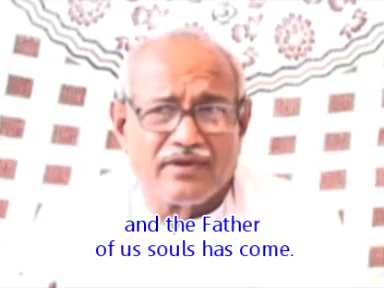 and the Father
of us souls has come.